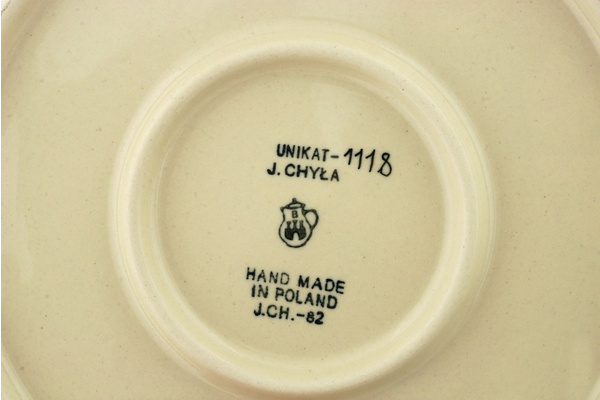 UNIKAT-1118
J. CHYŁA
B
HAND MADE
IN POLAND
J.CH.-82